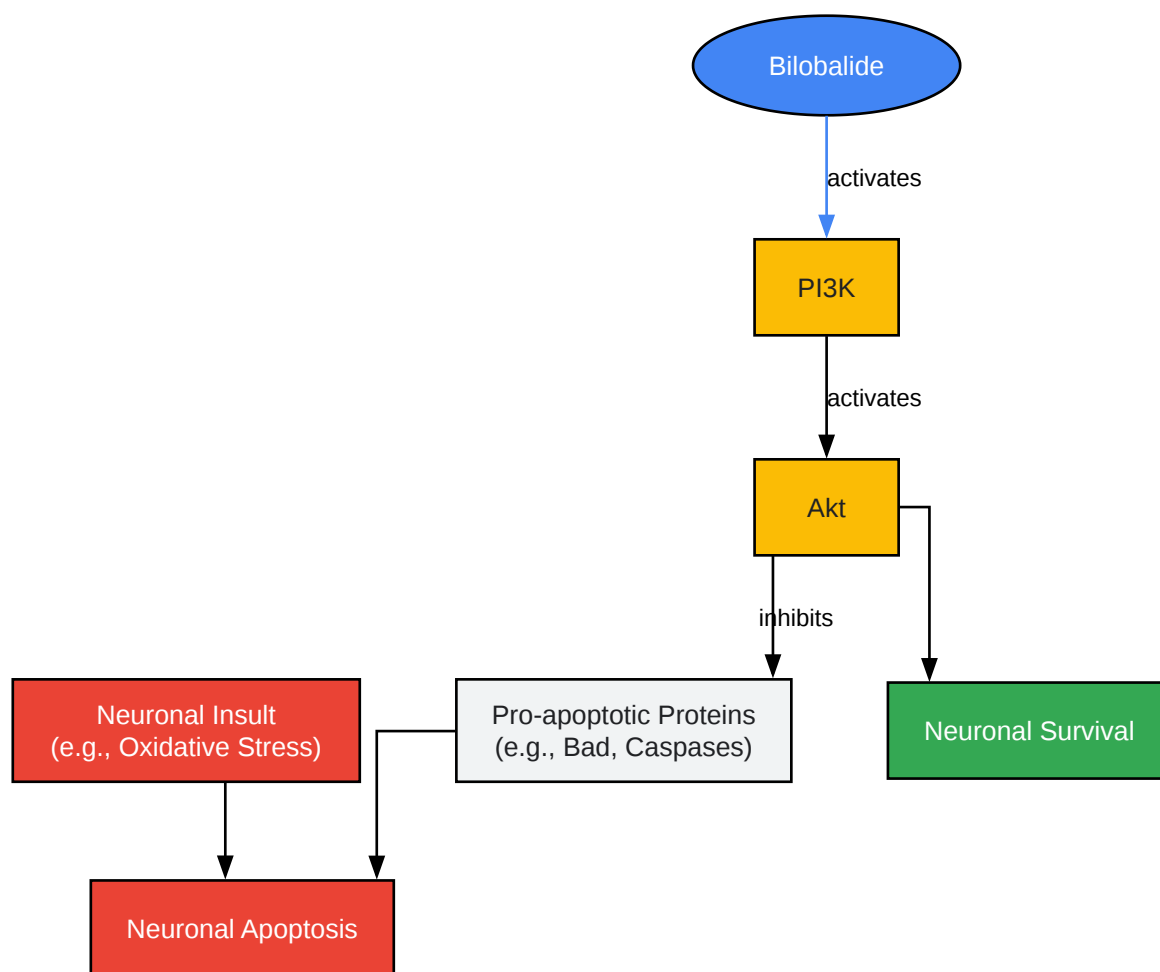 Bilobalide
activates
PI3K
activates
Akt
inhibits
Neuronal Insult
(e.g., Oxidative Stress)
Pro-apoptotic Proteins
(e.g., Bad, Caspases)
Neuronal Survival
Neuronal Apoptosis